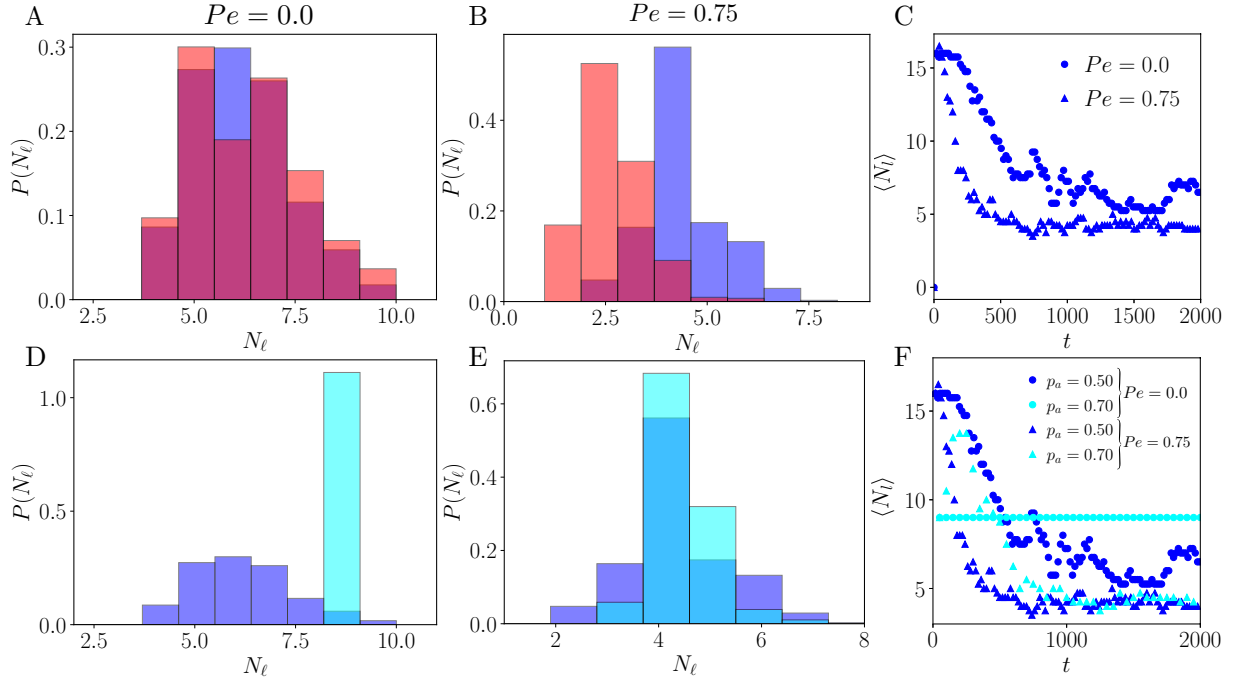 A
Pe = 0.0
P(N_ℓ)
0.3
0.2
0.1
0.0
2.5 5.0 7.5 10.0
N_ℓ
B
Pe = 0.75
P(N_ℓ)
0.4
0.2
0.0
0.0 2.5 5.0 7.5
N_ℓ
C
⟨N_l⟩
15
10
5
0
Pe = 0.0
Pe = 0.75
0 500 1000 1500 2000
t
D
P(N_ℓ)
1.0
0.5
0.0
2.5 5.0 7.5 10.0
N_ℓ
E
P(N_ℓ)
0.6
0.4
0.2
0.0
2 4 6 8
N_ℓ
F
⟨N_l⟩
15
10
5
p_a = 0.50
p_a = 0.70
Pe = 0.0
p_a = 0.50
p_a = 0.70
Pe = 0.75
0 1000 2000
t